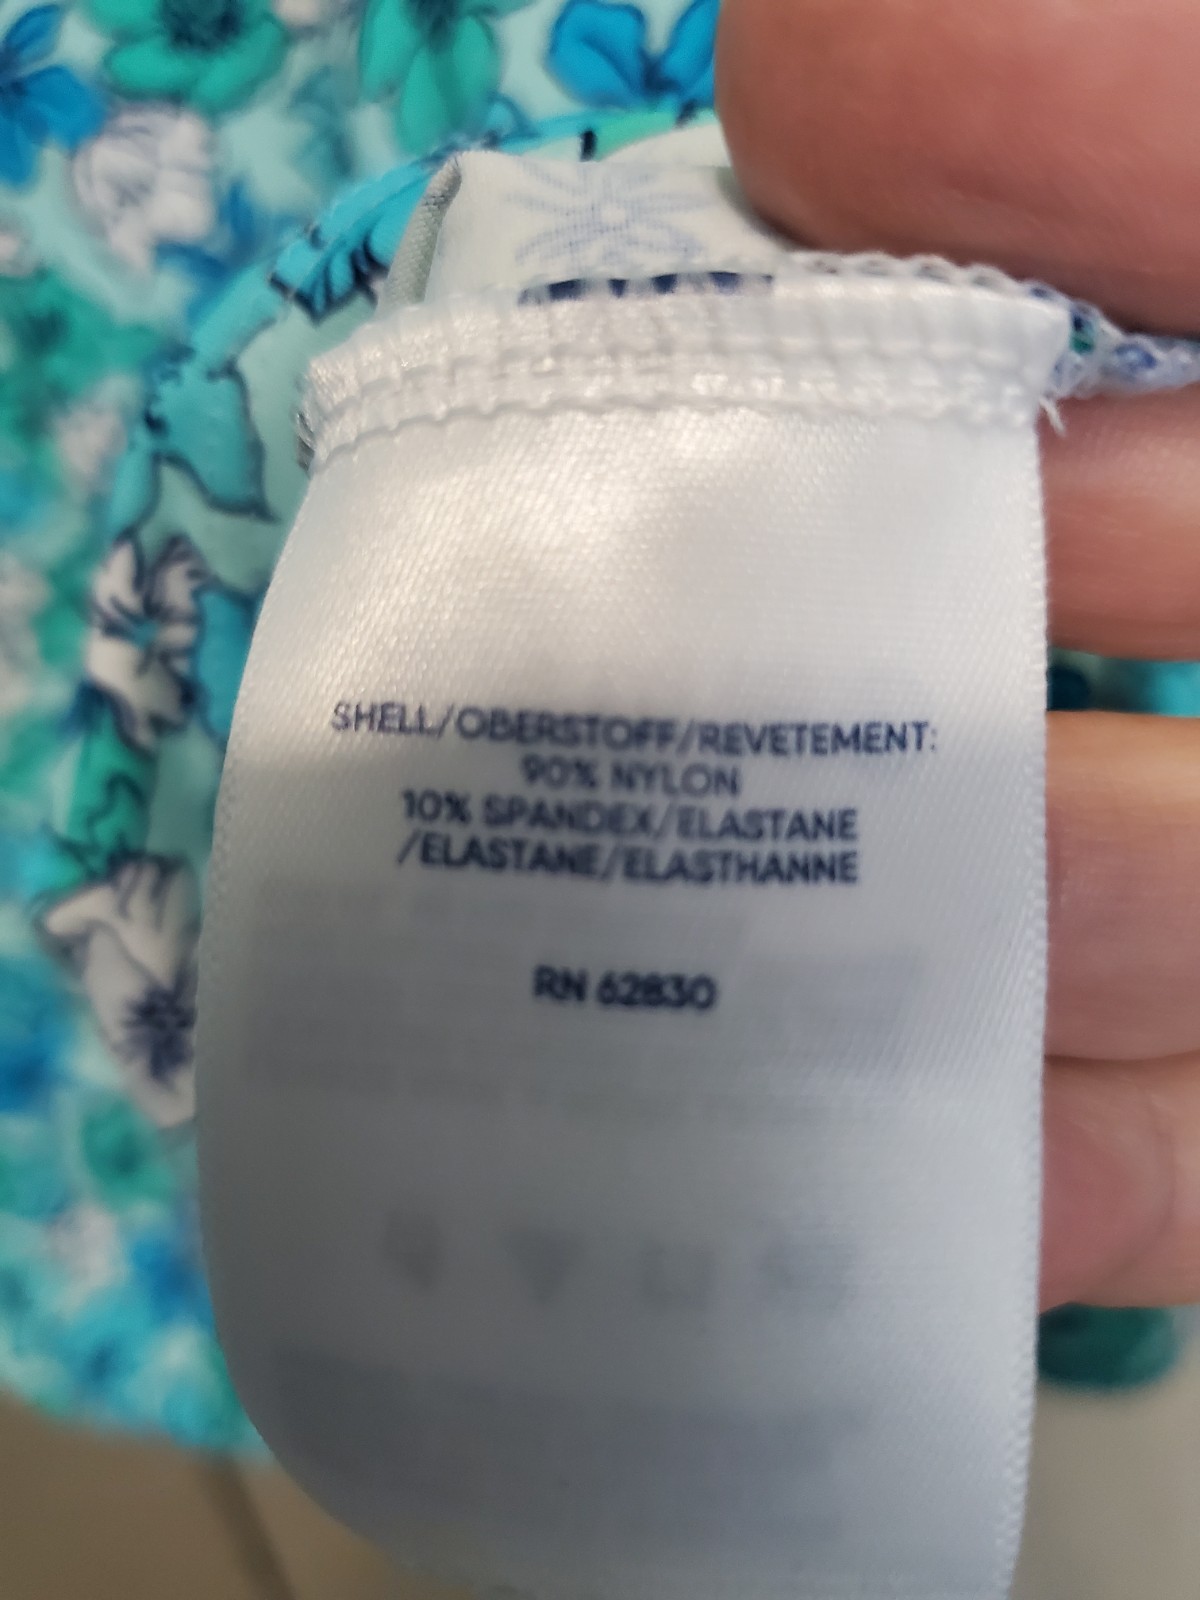 SHELL/OBERSTOFF/REVETEMENT:
90% NYLON
10% SPANDEX/ELASTANE
/ELASTANE/ELASTHANNE
RN 62830